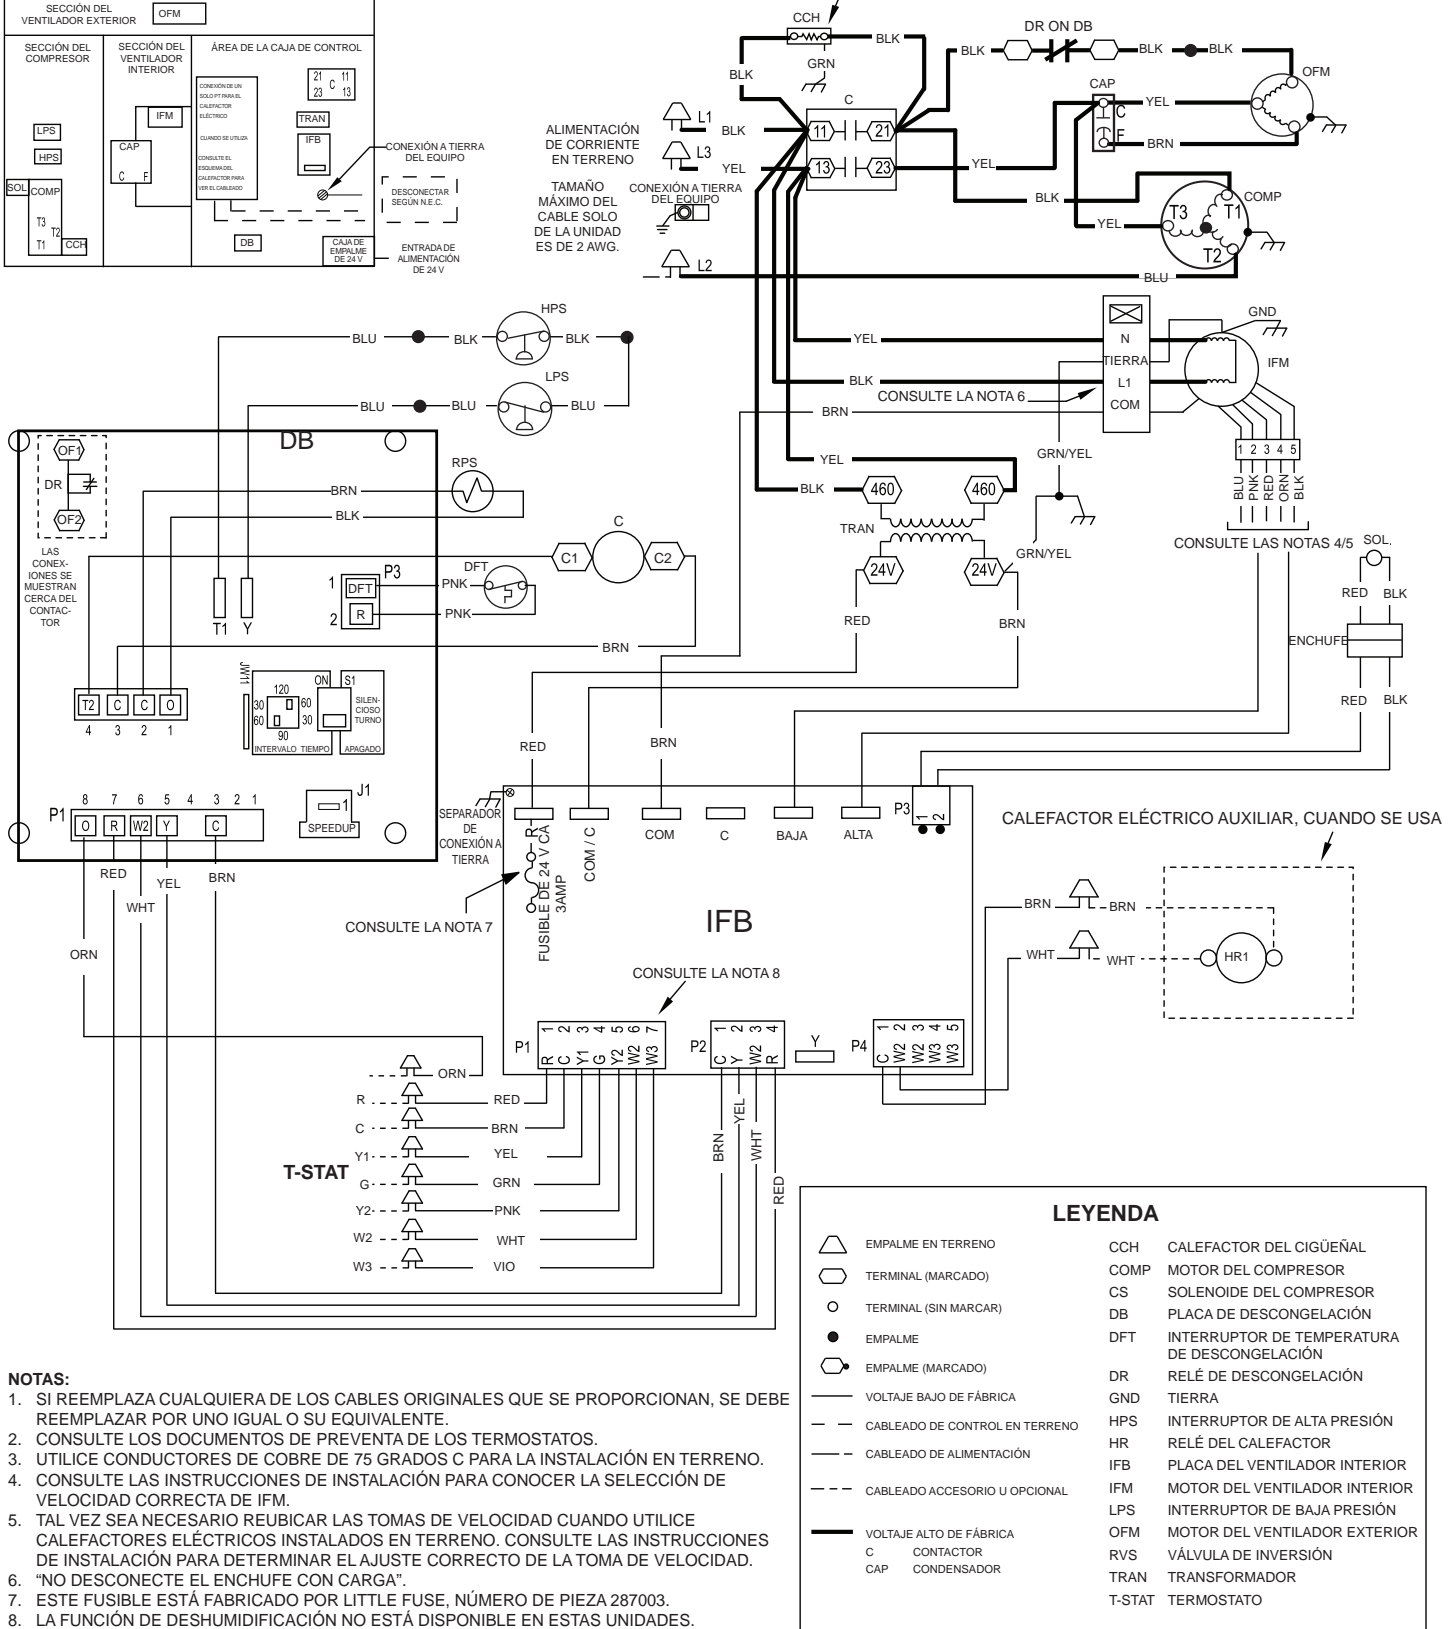 SECCIÓN DEL
VENTILADOR EXTERIOR
OFM
SECCIÓN DEL
COMPRESOR
SECCIÓN DEL
VENTILADOR
INTERIOR
ÁREA DE LA CAJA DE CONTROL
CONEXIÓN DE UN
SOLO PT PARA EL
CALEFACTOR
ELÉCTRICO
CUANDO SE UTILIZA
CONSULTE EL
ESQUEMA DEL
CALEFACTOR PARA
VER EL CABLEADO
21 11
C
23 13
TRAN
IFB
IFM
LPS
HPS
SOL
COMP
T3
T2
T1
CCH
CAP
C F
DB
CONEXIÓN A TIERRA
DEL EQUIPO
DESCONECTAR
SEGÚN N.E.C.
CAJA DE
EMPALME
DE 24 V
ENTRADA DE
ALIMENTACIÓN
DE 24 V
CCH
BLK
BLK
GRN
C
11
21
13
23
ALIMENTACIÓN
DE CORRIENTE
EN TERRENO
L1
BLK
L3
YEL
TAMAÑO
MÁXIMO DEL
CABLE SOLO
DE LA UNIDAD
ES DE 2 AWG.
CONEXIÓN A TIERRA
DEL EQUIPO
L2
DR ON DB
BLK
BLK
BLK
OFM
CAP
C
F
YEL
BRN
YEL
BLK
YEL
COMP
T3
T1
T2
BLU
HPS
BLU
BLK
BLK
LPS
BLU
BLU
BLU
YEL
BLK
BRN
CONSULTE LA NOTA 6
N
TIERRA
L1
COM
GND
IFM
GRN/YEL
GRN/YEL
1 2 3 4 5
BLU
PNK
RED
ORN
BLK
CONSULTE LAS NOTAS 4/5
SOL.
RED
BLK
ENCHUFE
RED
BLK
YEL
BLK
460
460
TRAN
24V
24V
RED
BRN
DB
OF1
DR
OF2
LAS
CONEX-
IONES SE
MUESTRAN
CERCA DEL
CONTAC-
TOR
RPS
BRN
BLK
C
C1
C2
T1
Y
1
DFT
P3
2
R
PNK
DFT
PNK
BRN
T2
C
C
O
4
3
2
1
JW11
120
30
60
60
30
90
INTERVALO TIEMPO
ON
S1
SILEN-
CIOSO
TURNO
APAGADO
J1
1
SPEEDUP
8 7 6 5 4 3 2 1
P1
O
R
W2
Y
C
RED
WHT
YEL
BRN
ORN
RED
BRN
SEPARADOR
DE
CONEXIÓN A
TIERRA
R
FUSIBLE DE 24 V CA
3AMP
COM / C
COM
C
BAJA
ALTA
P3
1
2
CONSULTE LA NOTA 7
IFB
CONSULTE LA NOTA 8
P1
1 2 3 4 5 6 7
R C Y1 G Y2 W2 W3
P2
1 2 3 4
C Y W2 R
Y
P4
1 2 3 4 5
C W2 W2 W3 W3
CALEFACTOR ELÉCTRICO AUXILIAR, CUANDO SE USA
BRN
BRN
WHT
WHT
HR1
T-STAT
ORN
R
RED
C
BRN
Y1
YEL
G
GRN
Y2
PNK
W2
WHT
W3
VIO
BRN
YEL
WHT
RED
NOTAS:
1. SI REEMPLAZA CUALQUIERA DE LOS CABLES ORIGINALES QUE SE PROPORCIONAN, SE DEBE
REEMPLAZAR POR UNO IGUAL O SU EQUIVALENTE.
2. CONSULTE LOS DOCUMENTOS DE PREVENTA DE LOS TERMOSTATOS.
3. UTILICE CONDUCTORES DE COBRE DE 75 GRADOS C PARA LA INSTALACIÓN EN TERRENO.
4. CONSULTE LAS INSTRUCCIONES DE INSTALACIÓN PARA CONOCER LA SELECCIÓN DE
VELOCIDAD CORRECTA DE IFM.
5. TAL VEZ SEA NECESARIO REUBICAR LAS TOMAS DE VELOCIDAD CUANDO UTILICE
CALEFACTORES ELÉCTRICOS INSTALADOS EN TERRENO. CONSULTE LAS INSTRUCCIONES
DE INSTALACIÓN PARA DETERMINAR EL AJUSTE CORRECTO DE LA TOMA DE VELOCIDAD.
6. “NO DESCONECTE EL ENCHUFE CON CARGA”.
7. ESTE FUSIBLE ESTÁ FABRICADO POR LITTLE FUSE, NÚMERO DE PIEZA 287003.
8. LA FUNCIÓN DE DESHUMIDIFICACIÓN NO ESTÁ DISPONIBLE EN ESTAS UNIDADES.
LEYENDA
EMPALME EN TERRENO
TERMINAL (MARCADO)
TERMINAL (SIN MARCAR)
EMPALME
EMPALME (MARCADO)
VOLTAJE BAJO DE FÁBRICA
CABLEADO DE CONTROL EN TERRENO
CABLEADO DE ALIMENTACIÓN
CABLEADO ACCESORIO U OPCIONAL
VOLTAJE ALTO DE FÁBRICA
C CONTACTOR
CAP CONDENSADOR
CCH CALEFACTOR DEL CIGÜEÑAL
COMP MOTOR DEL COMPRESOR
CS SOLENOIDE DEL COMPRESOR
DB PLACA DE DESCONGELACIÓN
DFT INTERRUPTOR DE TEMPERATURA
DE DESCONGELACIÓN
DR RELÉ DE DESCONGELACIÓN
GND TIERRA
HPS INTERRUPTOR DE ALTA PRESIÓN
HR RELÉ DEL CALEFACTOR
IFB PLACA DEL VENTILADOR INTERIOR
IFM MOTOR DEL VENTILADOR INTERIOR
LPS INTERRUPTOR DE BAJA PRESIÓN
OFM MOTOR DEL VENTILADOR EXTERIOR
RVS VÁLVULA DE INVERSIÓN
TRAN TRANSFORMADOR
T-STAT TERMOSTATO